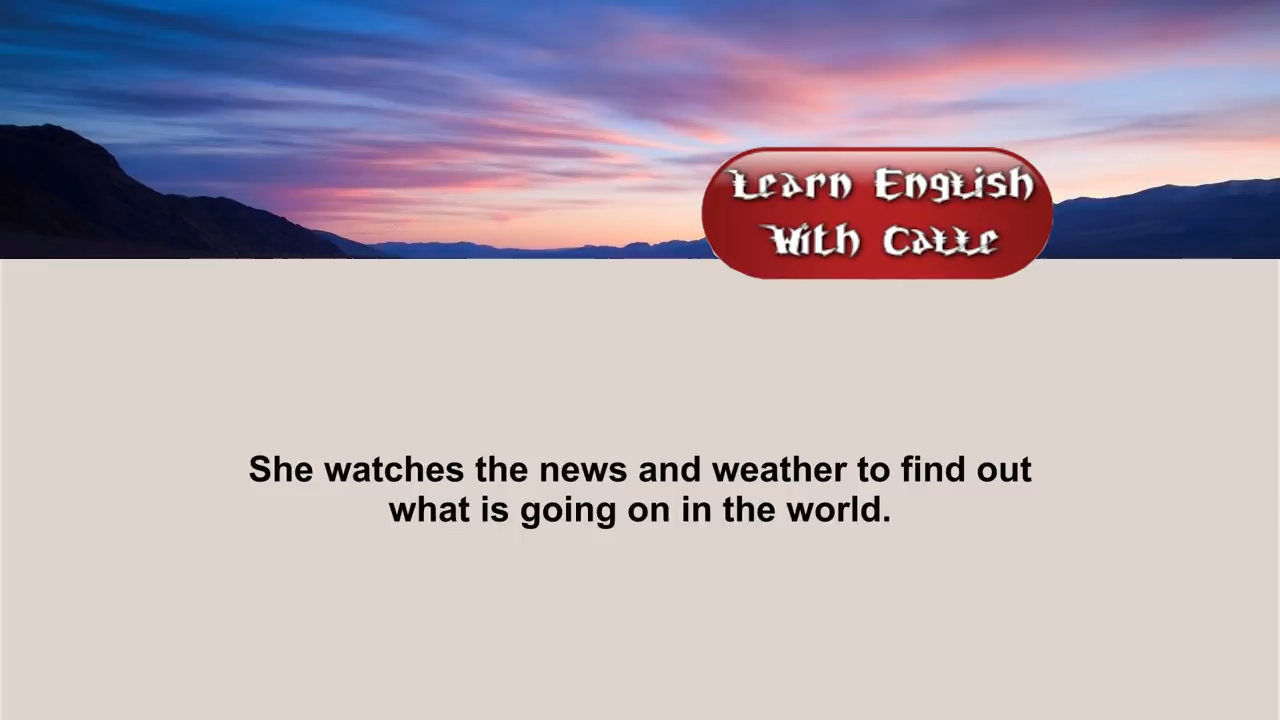 Learn English
With Calle
She watches the news and weather to find out
what is going on in the world.